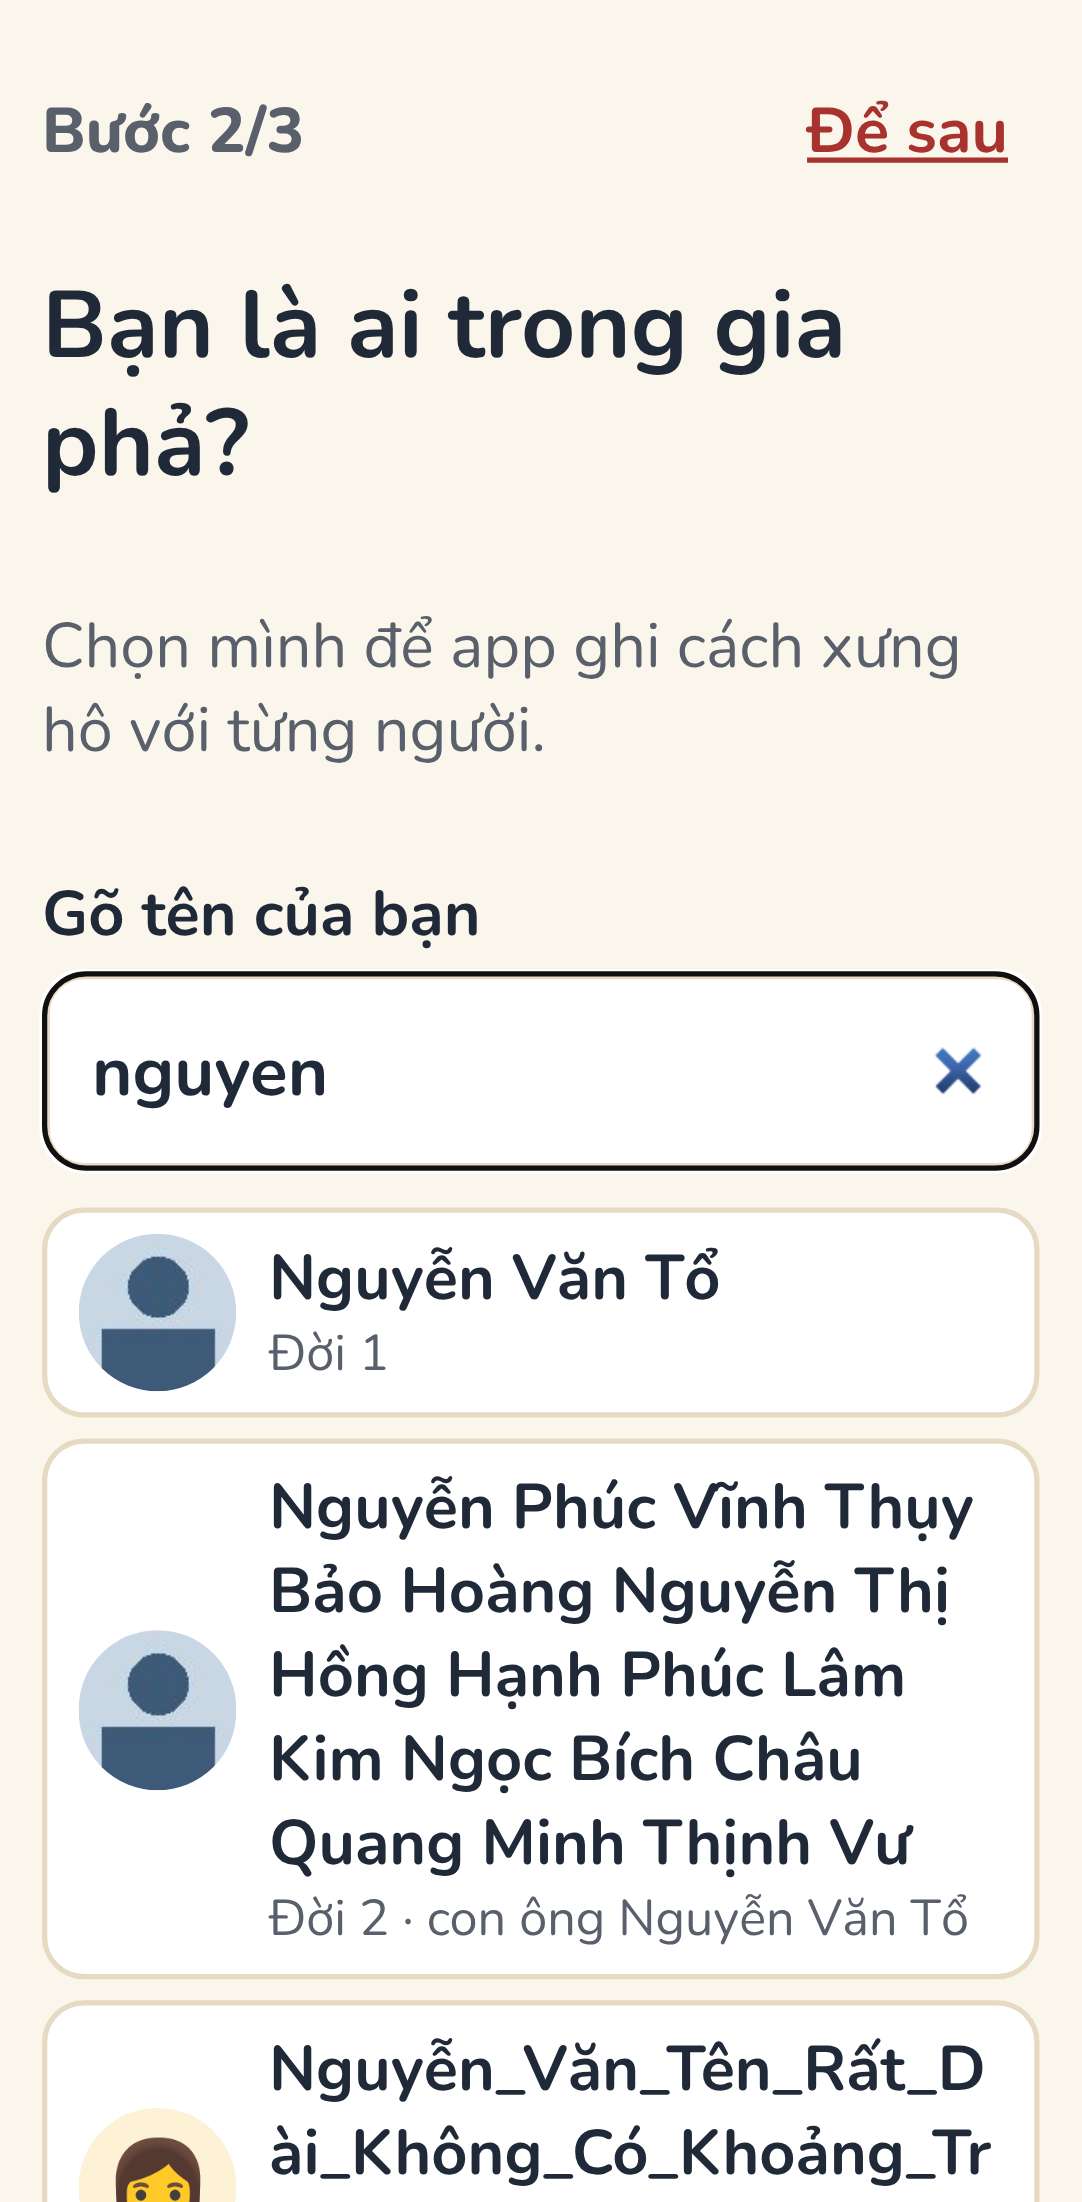 Bước 2/3
Để sau
Bạn là ai trong gia
phả?
Chọn mình để app ghi cách xưng
hô với từng người.
Gõ tên của bạn
nguyen
Nguyễn Văn Tổ
Đời 1
Nguyễn Phúc Vĩnh Thụy
Bảo Hoàng Nguyễn Thị
Hồng Hạnh Phúc Lâm
Kim Ngọc Bích Châu
Quang Minh Thịnh Vư
Đời 2 · con ông Nguyễn Văn Tổ
Nguyễn_Văn_Tên_Rất_D
ài_Không_Có_Khoảng_Tr